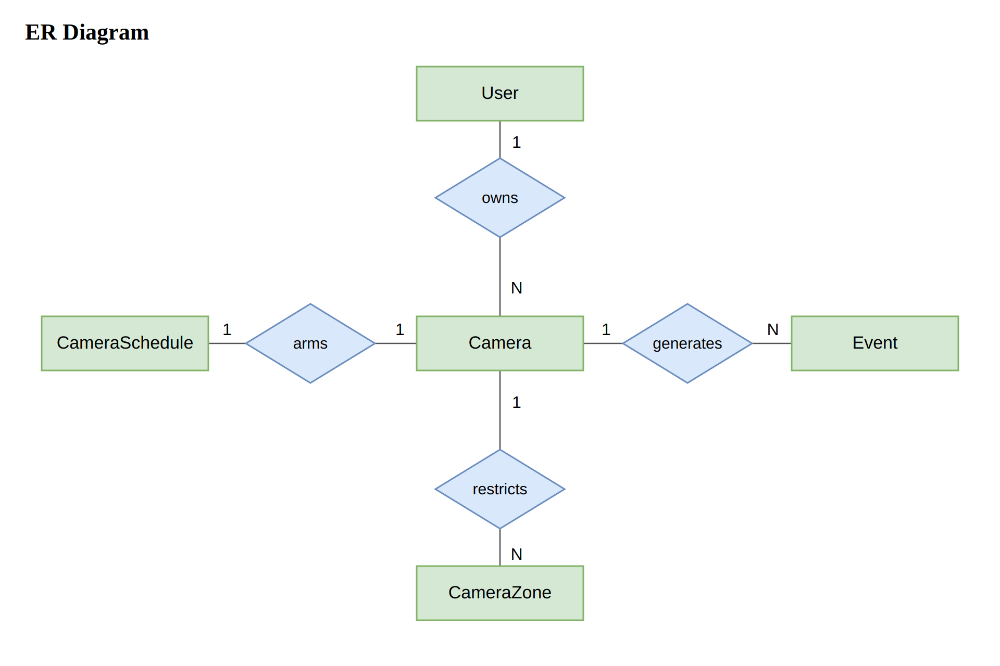 ER Diagram
User
1
owns
N
CameraSchedule
1
arms
1
Camera
1
generates
N
Event
1
restricts
N
CameraZone